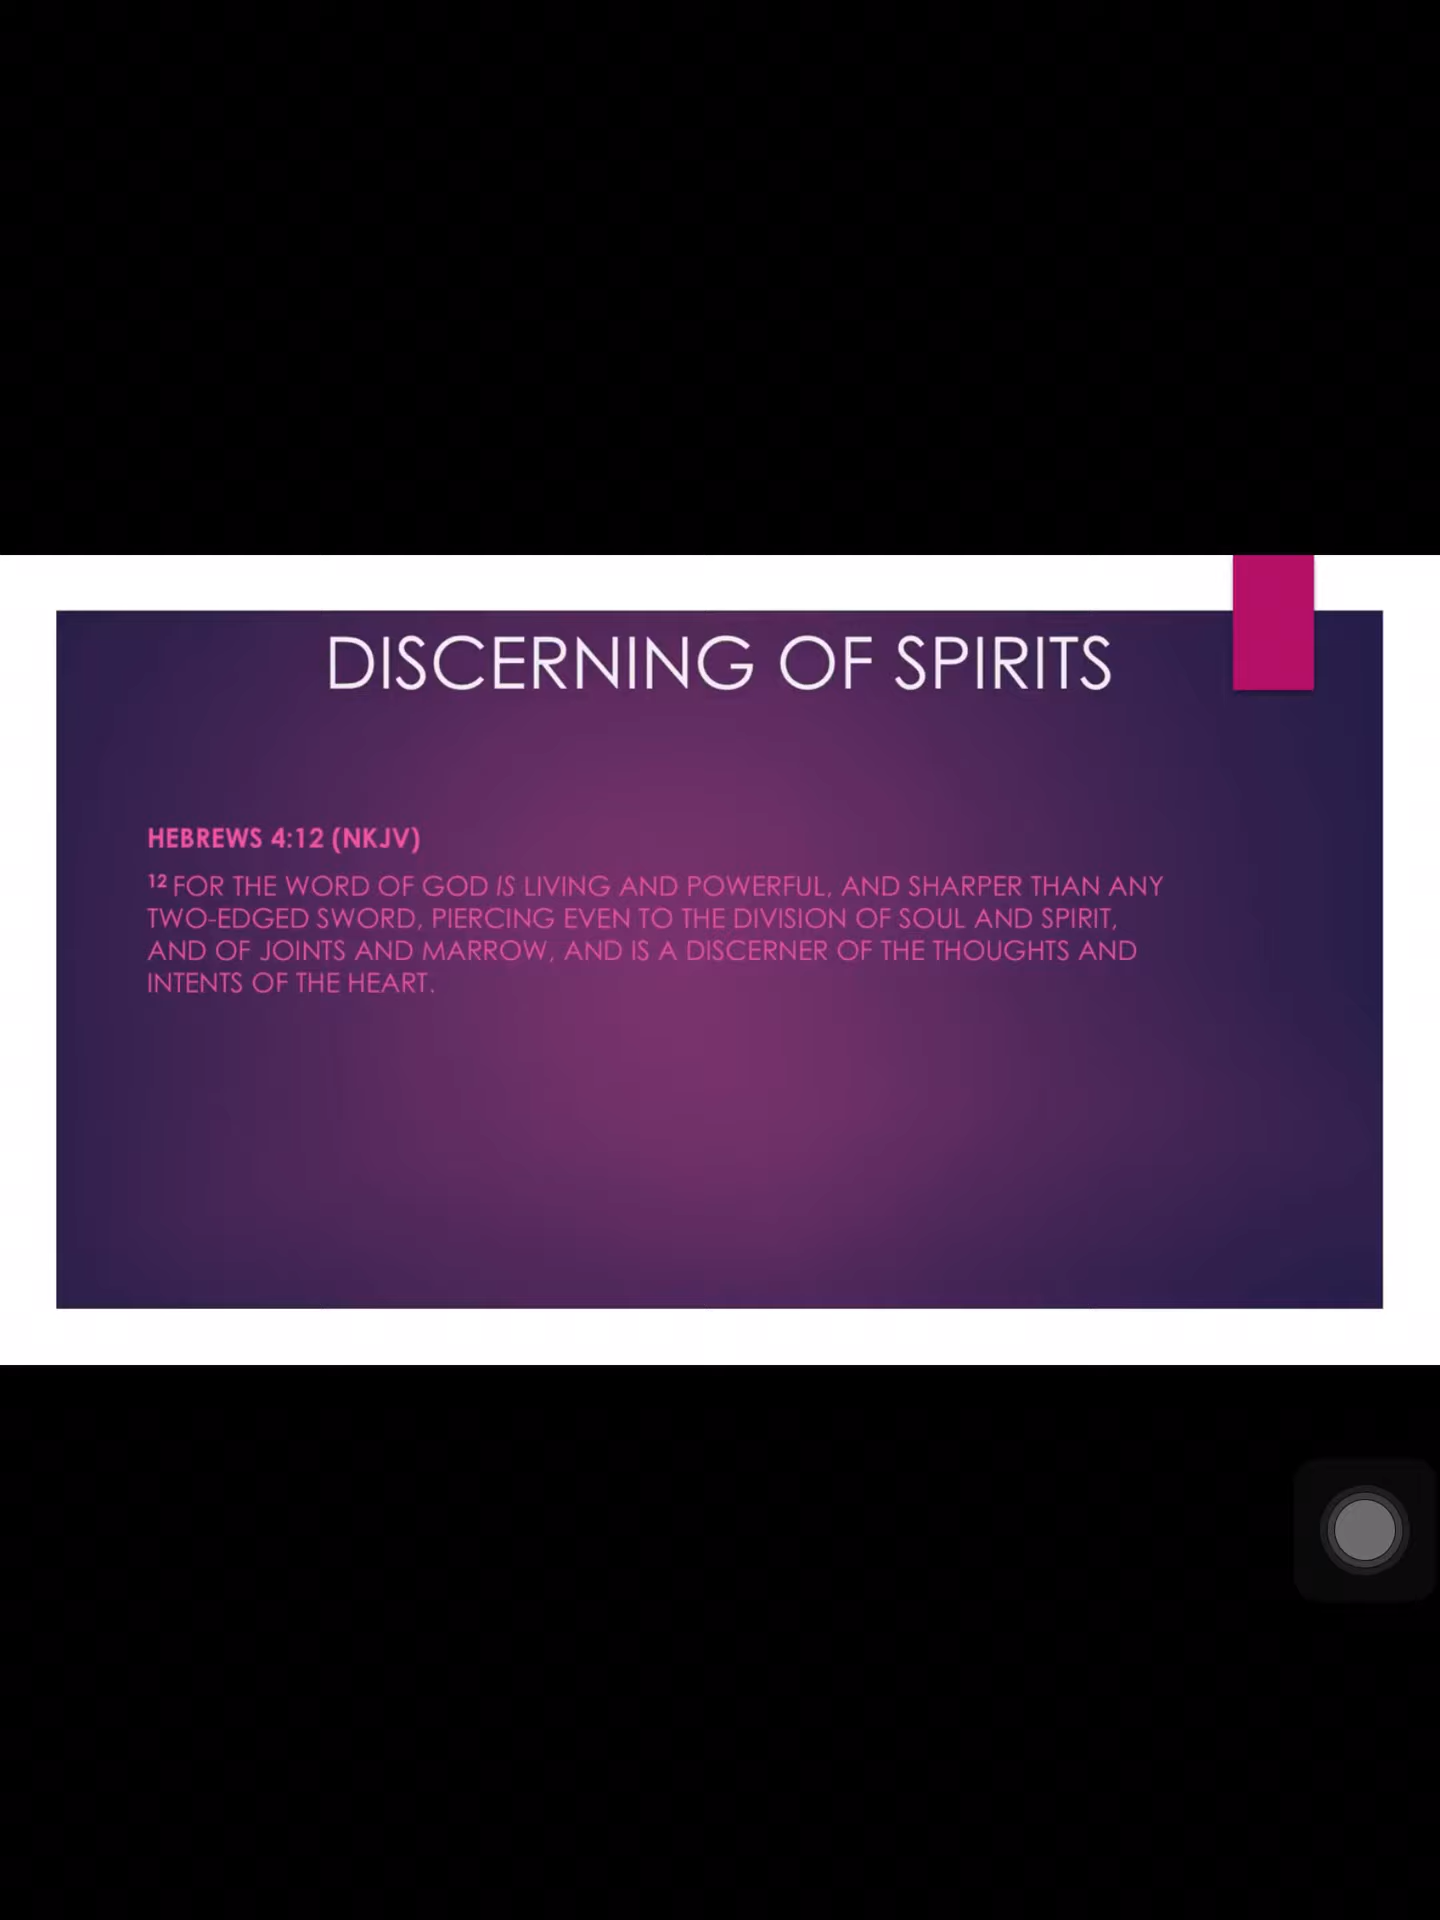 DISCERNING OF SPIRITS
HEBREWS 4:12 (NKJV)
12 FOR THE WORD OF GOD IS LIVING AND POWERFUL, AND SHARPER THAN ANY
TWO-EDGED SWORD, PIERCING EVEN TO THE DIVISION OF SOUL AND SPIRIT,
AND OF JOINTS AND MARROW, AND IS A DISCERNER OF THE THOUGHTS AND
INTENTS OF THE HEART.